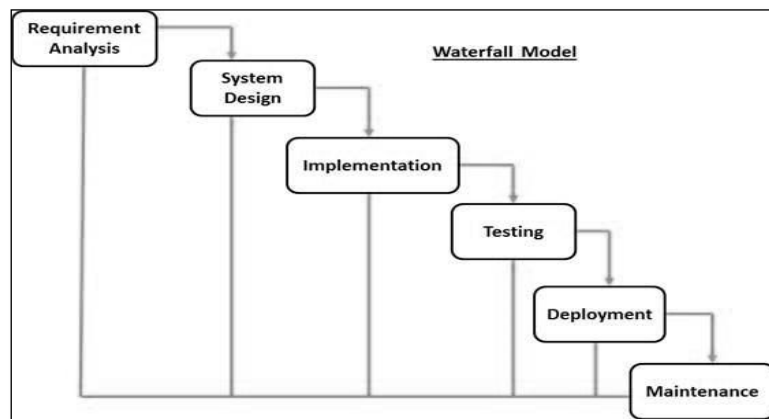 Requirement
Analysis
Waterfall Model
System
Design
Implementation
Testing
Deployment
Maintenance